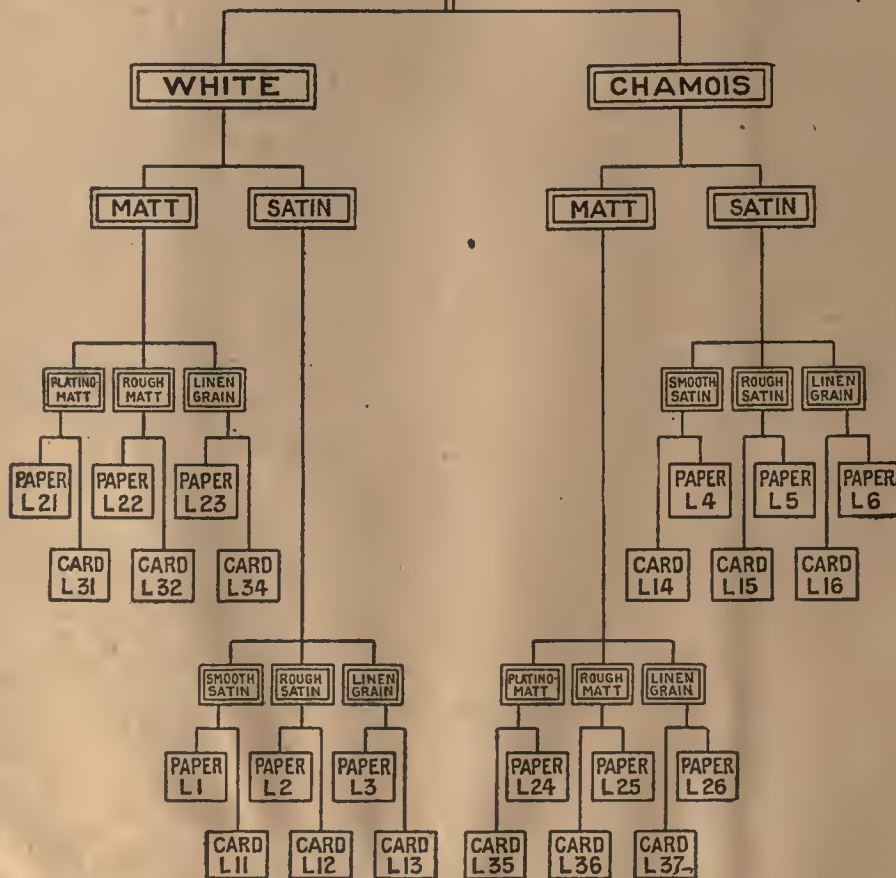 WHITE
CHAMOIS
MATT
SATIN
MATT
SATIN
PLATINO-
MATT
ROUGH
MATT
LINEN
GRAIN
SMOOTH
SATIN
ROUGH
SATIN
LINEN
GRAIN
PAPER
L21
PAPER
L22
PAPER
L23
PAPER
L4
PAPER
L5
PAPER
L6
CARD
L31
CARD
L32
CARD
L34
CARD
L14
CARD
L15
CARD
L16
SMOOTH
SATIN
ROUGH
SATIN
LINEN
GRAIN
PLATINO-
MATT
ROUGH
MATT
LINEN
GRAIN
PAPER
L1
PAPER
L2
PAPER
L3
PAPER
L24
PAPER
L25
PAPER
L26
CARD
L11
CARD
L12
CARD
L13
CARD
L35
CARD
L36
CARD
L37